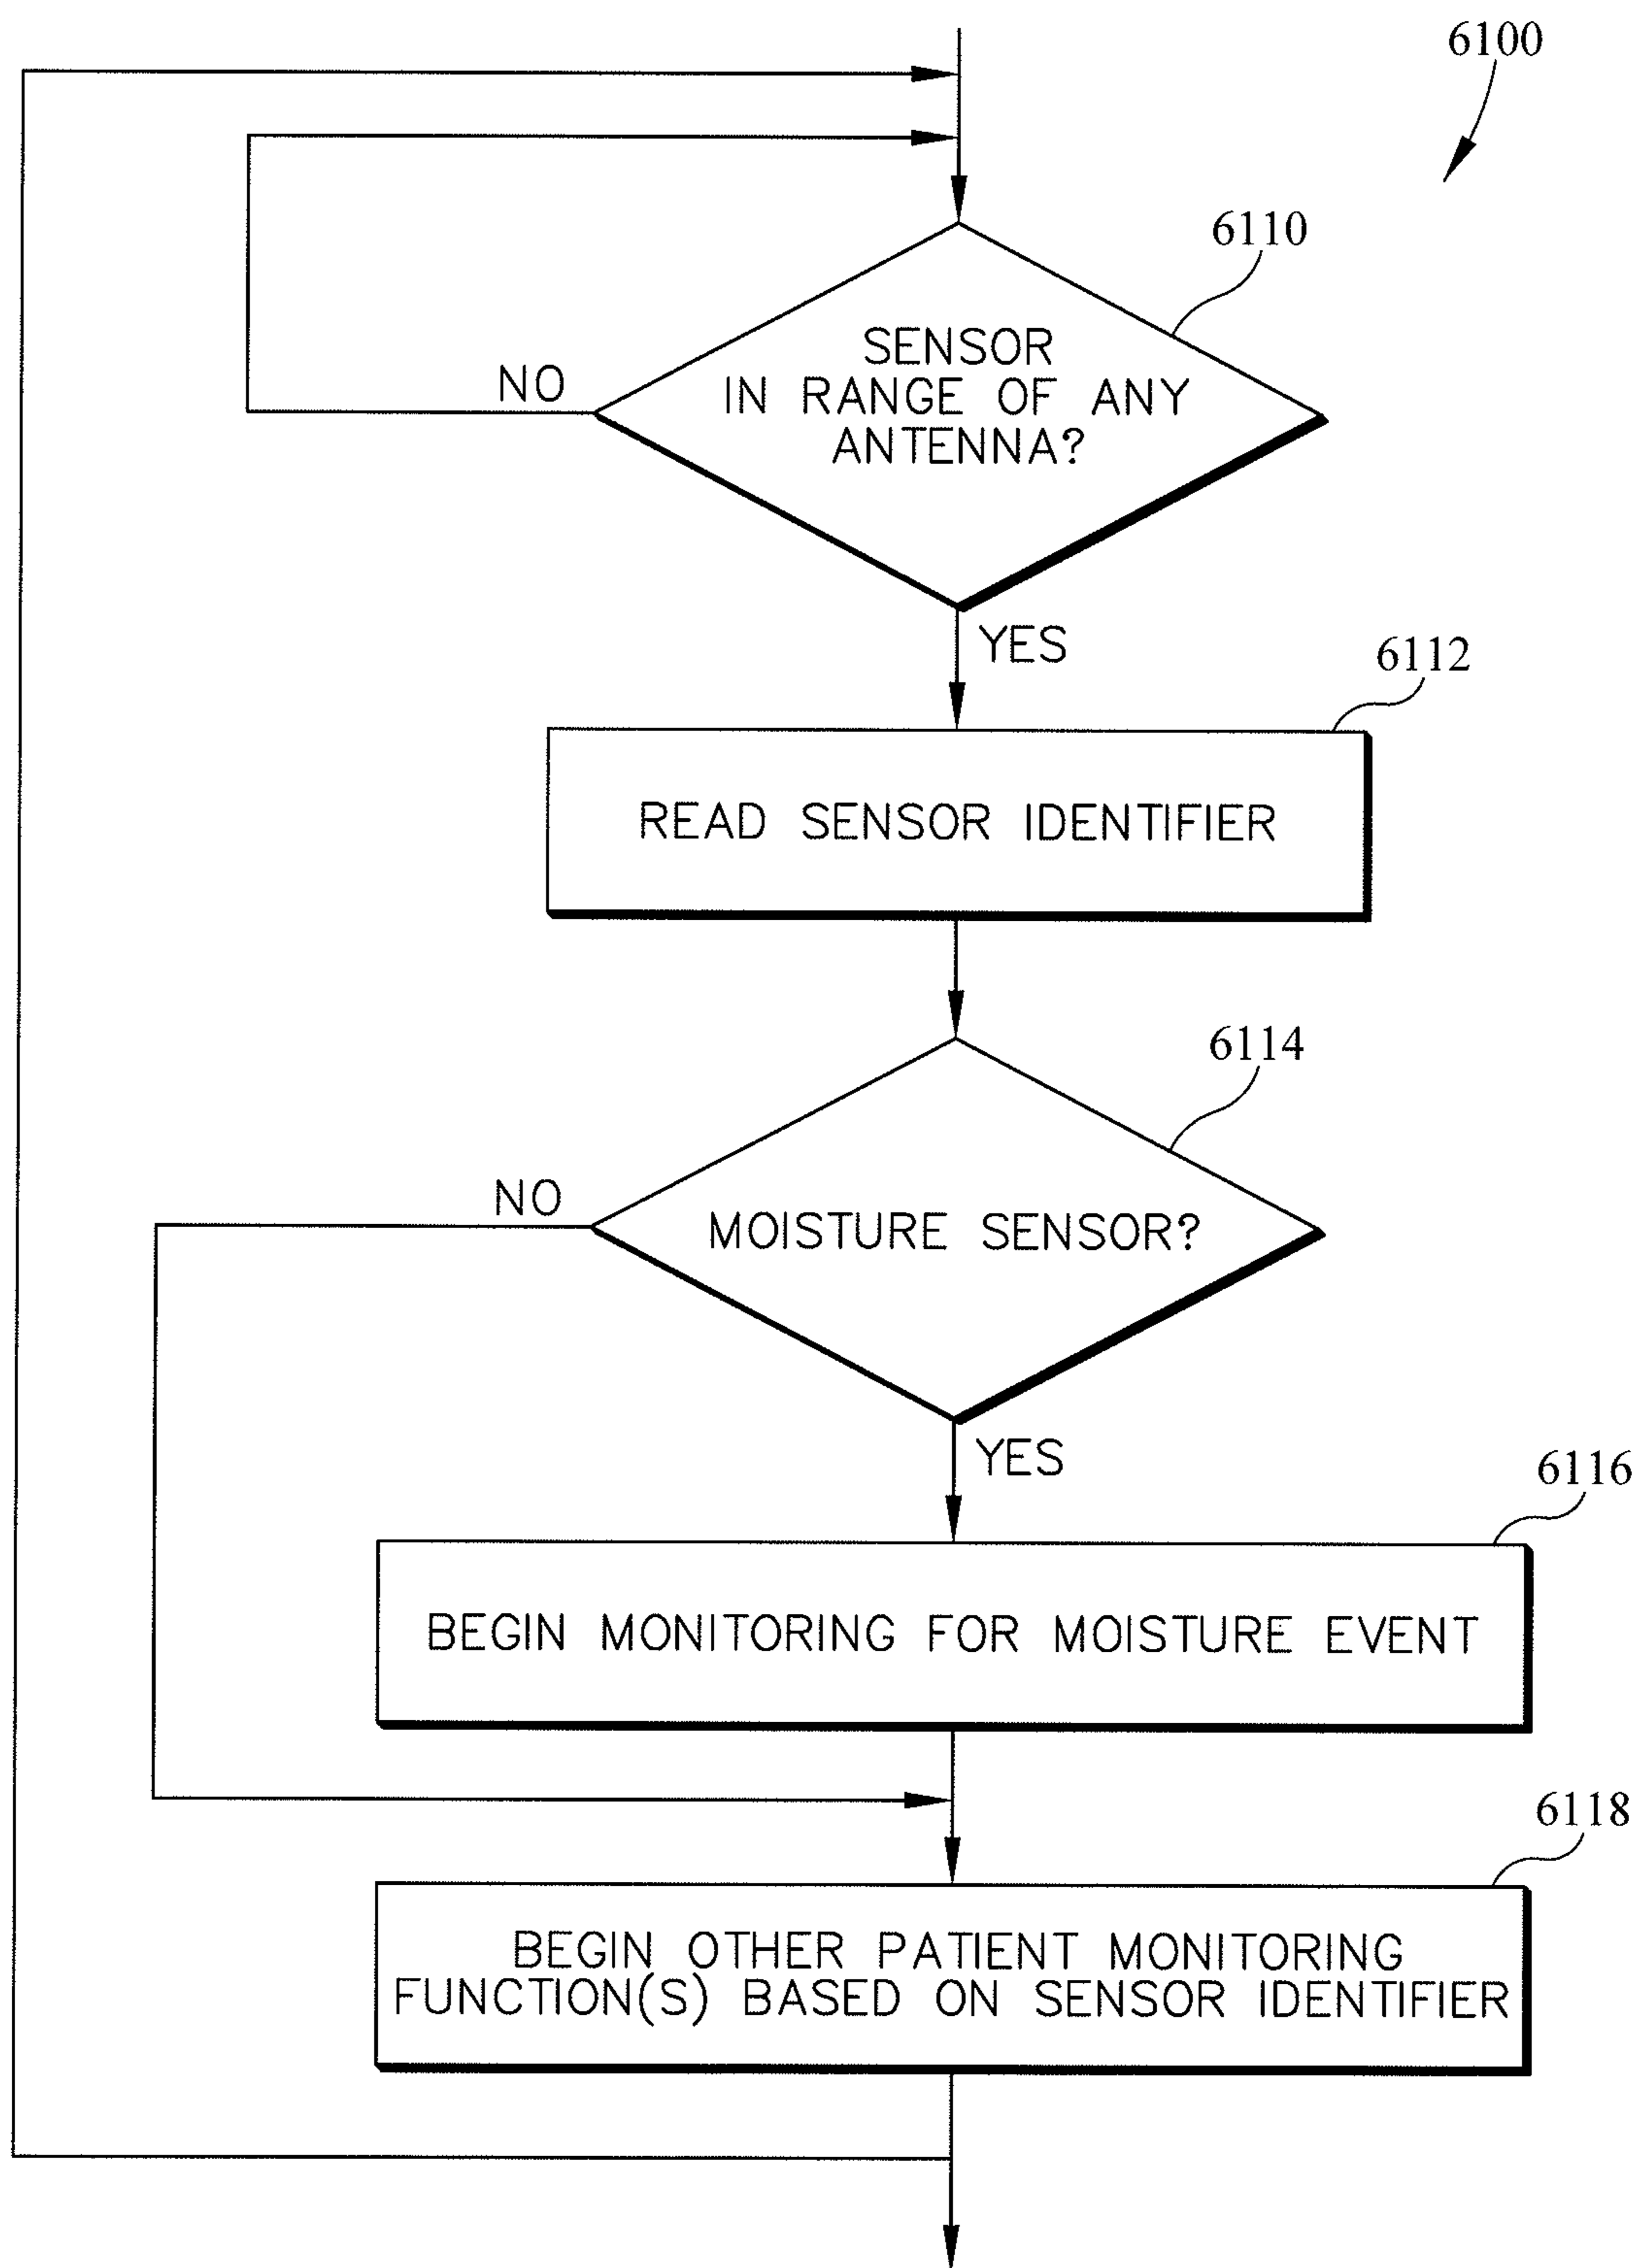 6100
6110
SENSOR
IN RANGE OF ANY
ANTENNA?
NO
YES
6112
READ SENSOR IDENTIFIER
6114
NO
MOISTURE SENSOR?
YES
6116
BEGIN MONITORING FOR MOISTURE EVENT
6118
BEGIN OTHER PATIENT MONITORING
FUNCTION(S) BASED ON SENSOR IDENTIFIER